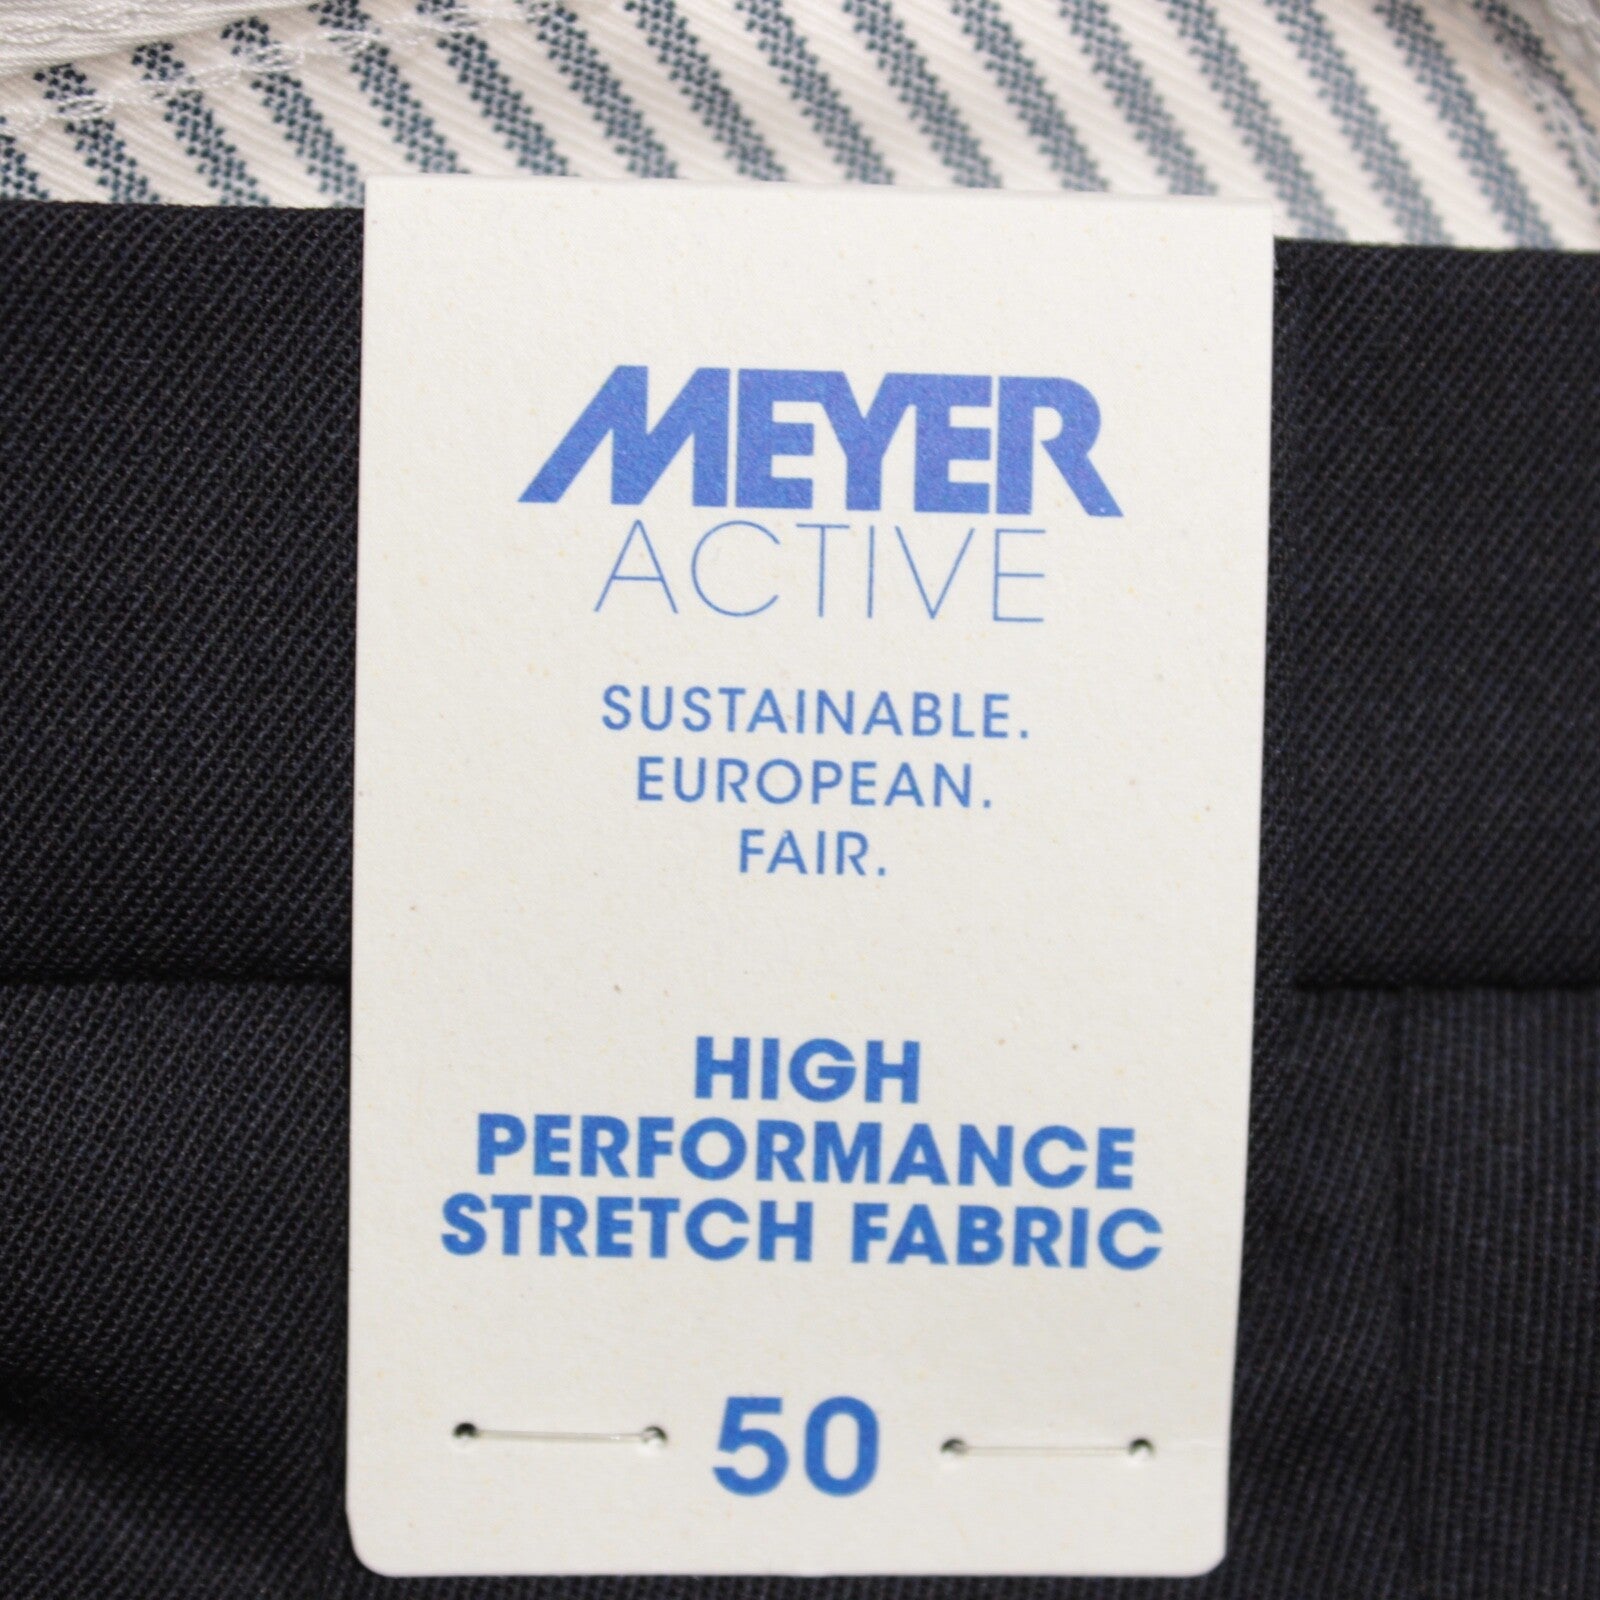 MEYER
ACTIVE
SUSTAINABLE.
EUROPEAN.
FAIR.
HIGH
PERFORMANCE
STRETCH FABRIC
50